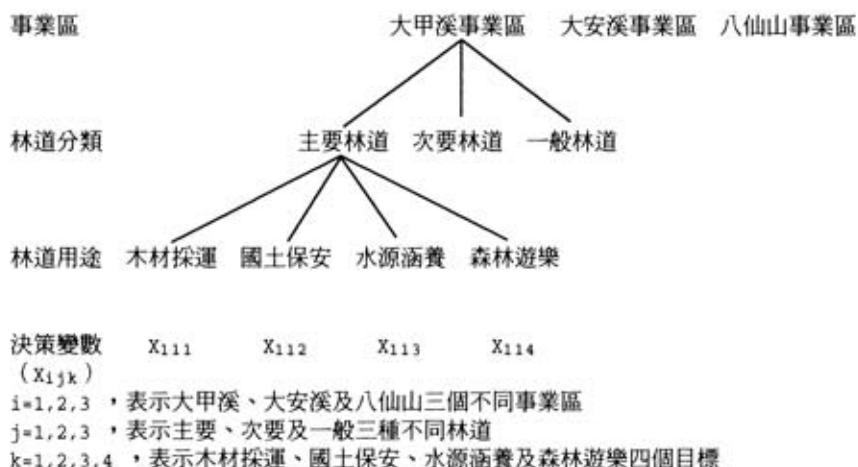 事業區 大甲溪事業區 大安溪事業區 八仙山事業區
林道分類 主要林道 次要林道 一般林道
林道用途 木材採運 國土保安 水源涵養 森林遊樂
決策變數 X₁₁₁ X₁₁₂ X₁₁₃ X₁₁₄
(Xᵢⱼₖ)
i=1,2,3 ,表示大甲溪、大安溪及八仙山三個不同事業區
j=1,2,3 ,表示主要、次要及一般三種不同林道
k=1,2,3,4 ,表示木材採運、國土保安、水源涵養及森林遊樂四個目標